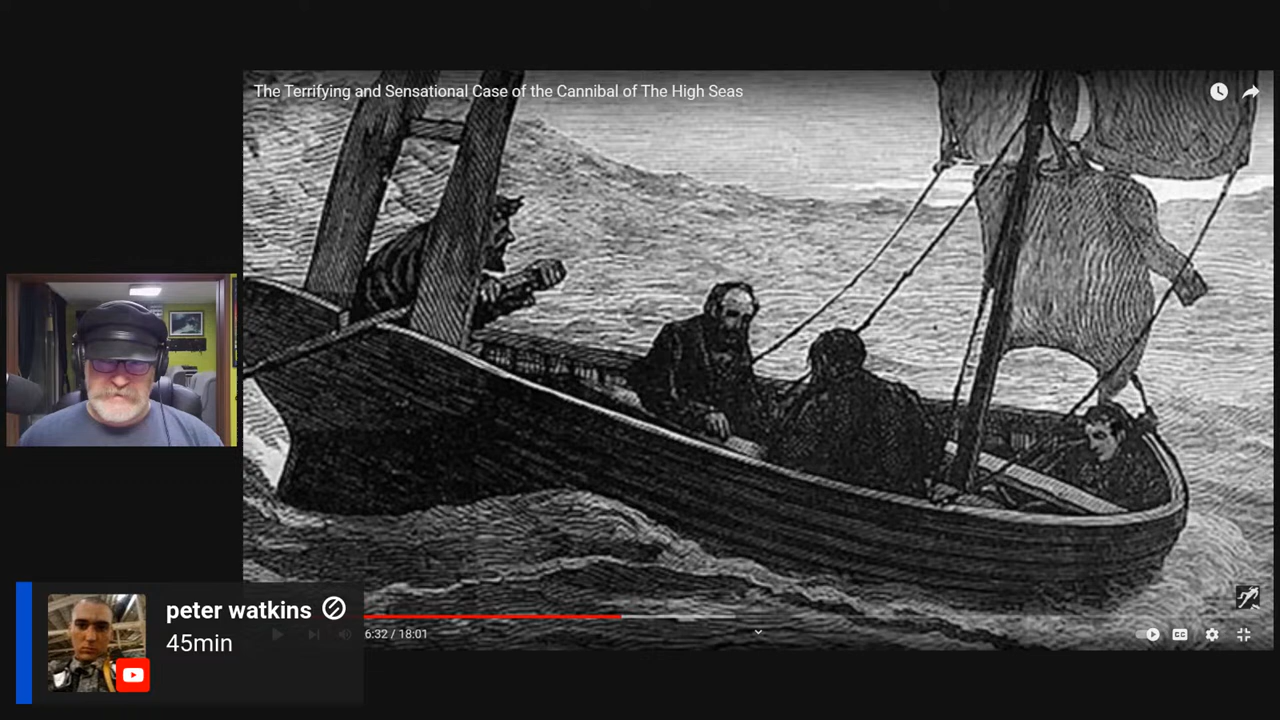 The Terrifying and Sensational Case of the Cannibal of The High Seas
peter watkins
45min
6:32 / 18:01
CC